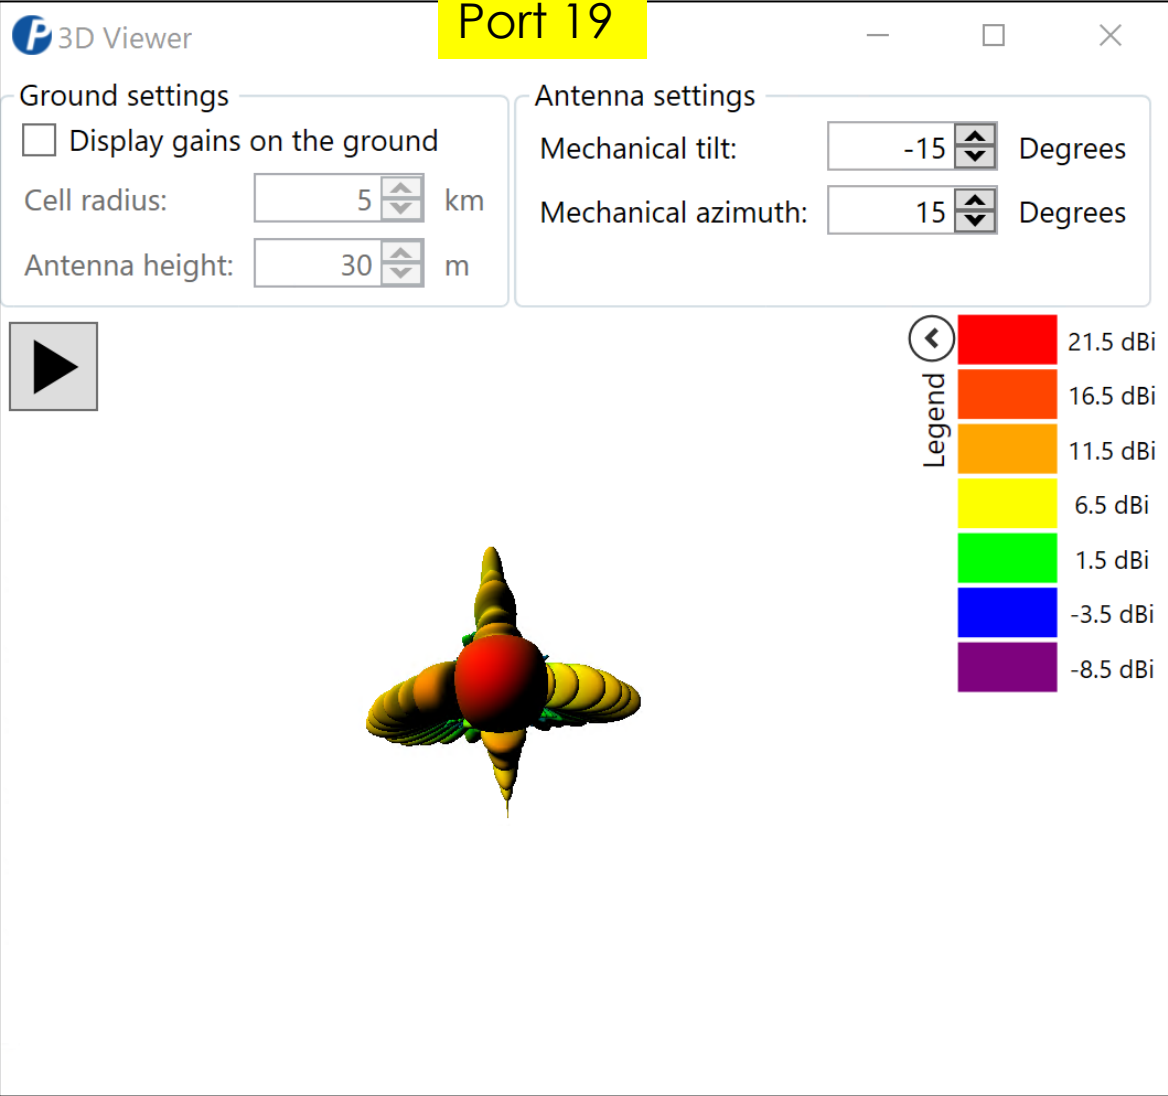 Port 19
3D Viewer
Ground settings
Display gains on the ground
Cell radius: 5 km
Antenna height: 30 m
Antenna settings
Mechanical tilt: -15 Degrees
Mechanical azimuth: 15 Degrees
Legend
21.5 dBi
16.5 dBi
11.5 dBi
6.5 dBi
1.5 dBi
-3.5 dBi
-8.5 dBi